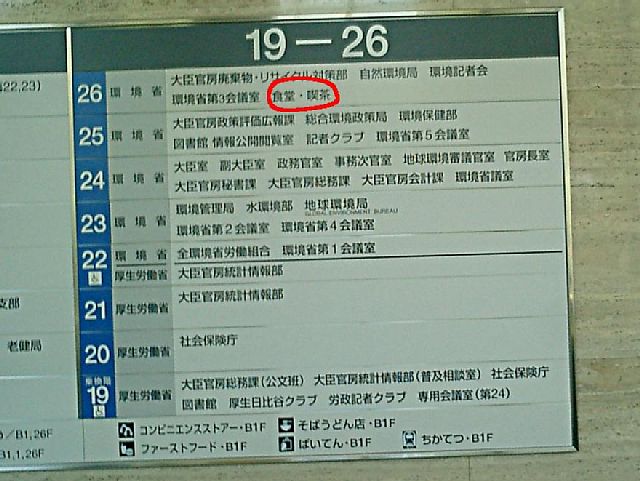 19－26
22,23)
26 環境省 大臣官房廃棄物・リサイクル対策部 自然環境局 環境記者会
環境省第3会議室 食堂・喫茶
25 環境省 大臣官房政策評価広報課 総合環境政策局 環境保健部
図書館 情報公開閲覧室 記者クラブ 環境省第5会議室
24 環境省 大臣室 副大臣室 政務官室 事務次官室 地球環境審議官室 官房長室
大臣官房秘書課 大臣官房総務課 大臣官房会計課 環境省議室
23 環境省 環境管理局 水環境部 地球環境局
GLOBAL ENVIRONMENT BUREAU
環境省第2会議室 環境省第4会議室
22 環境省 全環境省労働組合 環境省第1会議室
厚生労働省 大臣官房統計情報部
21 厚生労働省 大臣官房統計情報部
支部
20 厚生労働省 社会保険庁
老健局
乗換階
19 厚生労働省 大臣官房総務課(公文班) 大臣官房統計情報部(普及相談室) 社会保険庁
図書館 厚生日比谷クラブ 労政記者クラブ 専用会議室(第24)
/B1,26F コンビニエンスストアー・B1F そばうどん店・B1F
B1,1,26F ファーストフード・B1F ばいてん・B1F ちかてつ・B1F